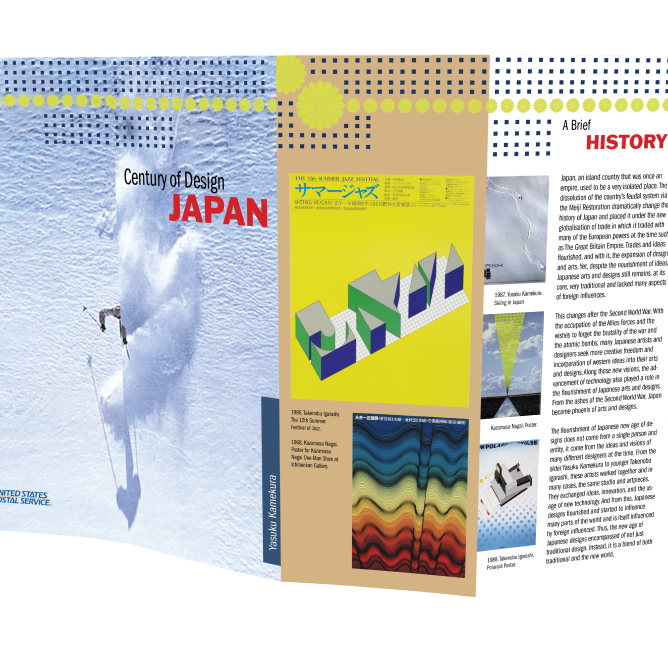 Century of Design
JAPAN
NITED STATES
OSTAL SERVICE.
Yasuku Kamekura
THE 12th SUMMER JAZZ FESTIVAL
サマージャズ
1980. Takenobu Igarashi.
The 12th Summer
Festival of Jazz.
1968. Kazumasa Nagai.
Poster for Kazumasa
Nagai One-Man Show at
Ichibankan Gallery.
A Brief
HISTORY
Japan, an island country that was once an
empire, used to be a very isolated place. The
dissolution of the country's feudal system via
the Meiji Restoration dramatically change the
history of Japan and placed it under the new
globalisation of trade in which it traded with
many of the European powers at the time such
as The Great Britain Empire. Trades and ideas
flourished, and with it, the expansion of design
and arts. Yet, despite the nourishment of ideas,
Japanese arts and designs still remains, at its
core, very traditional and lacked many aspects
of foreign influences.
1967. Yusaku Kamekura.
Skiing in Japan
This changes after the Second World War. With
the occupation of the Allies forces and the
wishes to forget the brutality of the war and
the atomic bombs, many Japanese artists and
designers seek more creative freedom and
incorporation of western ideas into their arts
and designs. Along those new visions, the ad-
vancement of technology also played a role in
the flourishment of Japanese arts and designs.
From the ashes of the Second World War, Japan
became phoenix of arts and designs.
Kazumasa Nagai. Poster
The flourishment of Japanese new age of de-
signs does not come from a single person and
entity, it come from the ideas and visions of
many different designers at the time. From the
older Yusaku Kamekura to younger Takenobu
Igarashi, these artists worked together and in
many cases, the same studio and artpieces.
They exchanged ideas, innovation, and the as-
age of new technology. And from this, Japanese
designs flourished and started to influence
many parts of the world and is itself influenced
by foreign influenced. Thus, the new age of
Japanese designs encompassed of not just
traditional design. Instead, it is a blend of both
traditional and the new world.
1989. Takenobu Igarashi.
Polaroid Poster.